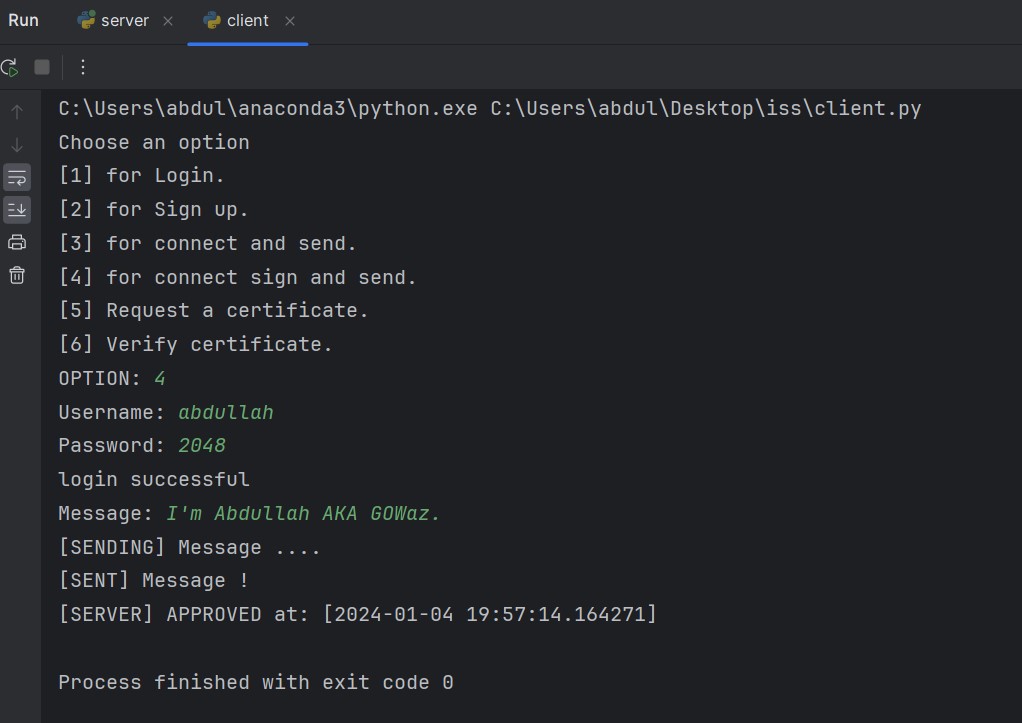 Run server client
C:\Users\abdul\anaconda3\python.exe C:\Users\abdul\Desktop\iss\client.py
Choose an option
[1] for Login.
[2] for Sign up.
[3] for connect and send.
[4] for connect sign and send.
[5] Request a certificate.
[6] Verify certificate.
OPTION: 4
Username: abdullah
Password: 2048
login successful
Message: I'm Abdullah AKA GOWaz.
[SENDING] Message ....
[SENT] Message !
[SERVER] APPROVED at: [2024-01-04 19:57:14.164271]
Process finished with exit code 0